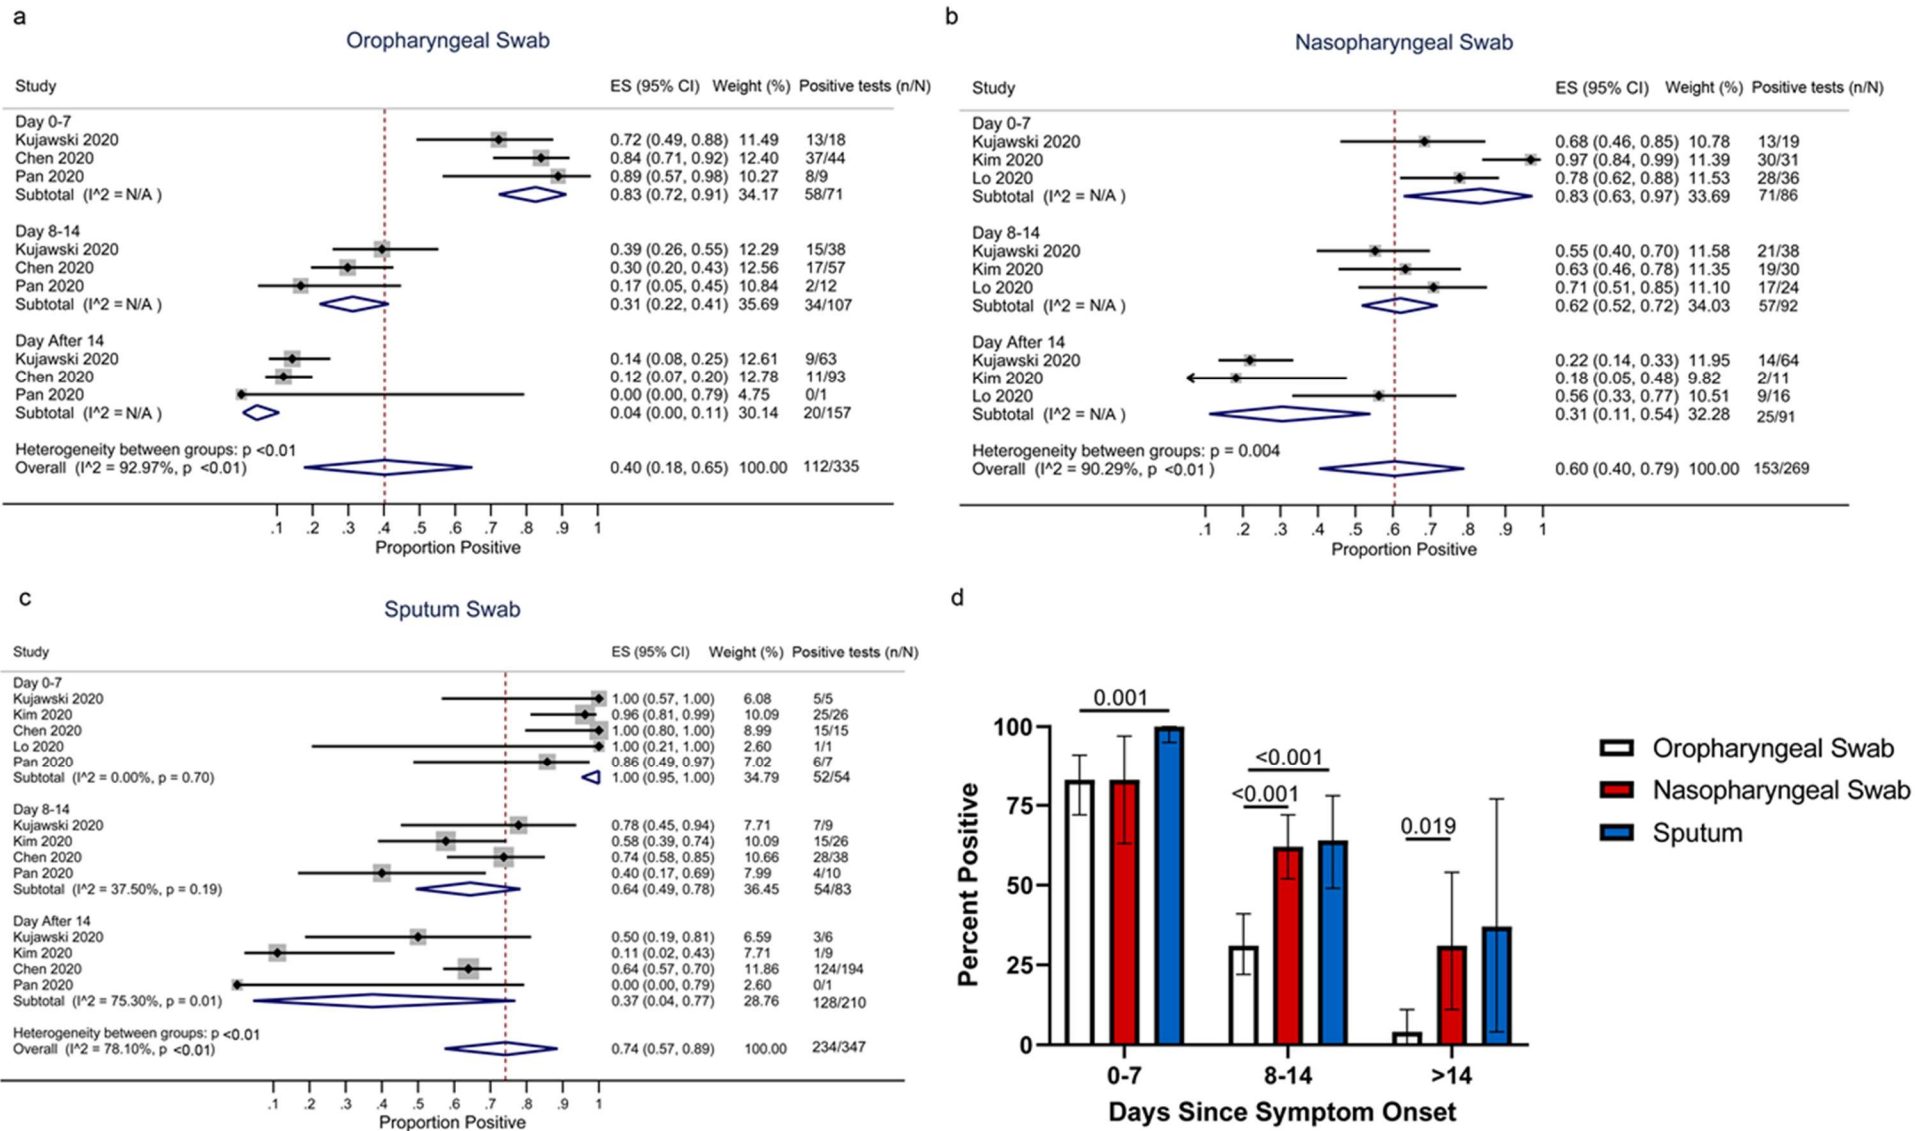 a
Oropharyngeal Swab
Study ES (95% CI) Weight (%) Positive tests (n/N)
Day 0-7
Kujawski 2020 0.72 (0.49, 0.88) 11.49 13/18
Chen 2020 0.84 (0.71, 0.92) 12.40 37/44
Pan 2020 0.89 (0.57, 0.98) 10.27 8/9
Subtotal (I^2 = N/A ) 0.83 (0.72, 0.91) 34.17 58/71
Day 8-14
Kujawski 2020 0.39 (0.26, 0.55) 12.29 15/38
Chen 2020 0.30 (0.20, 0.43) 12.56 17/57
Pan 2020 0.17 (0.05, 0.45) 10.84 2/12
Subtotal (I^2 = N/A ) 0.31 (0.22, 0.41) 35.69 34/107
Day After 14
Kujawski 2020 0.14 (0.08, 0.25) 12.61 9/63
Chen 2020 0.12 (0.07, 0.20) 12.78 11/93
Pan 2020 0.00 (0.00, 0.79) 4.75 0/1
Subtotal (I^2 = N/A ) 0.04 (0.00, 0.11) 30.14 20/157
Heterogeneity between groups: p <0.01
Overall (I^2 = 92.97%, p <0.01) 0.40 (0.18, 0.65) 100.00 112/335
.1 .2 .3 .4 .5 .6 .7 .8 .9 1
Proportion Positive
b
Nasopharyngeal Swab
Study ES (95% CI) Weight (%) Positive tests (n/N)
Day 0-7
Kujawski 2020 0.68 (0.46, 0.85) 10.78 13/19
Kim 2020 0.97 (0.84, 0.99) 11.39 30/31
Lo 2020 0.78 (0.62, 0.88) 11.53 28/36
Subtotal (I^2 = N/A ) 0.83 (0.63, 0.97) 33.69 71/86
Day 8-14
Kujawski 2020 0.55 (0.40, 0.70) 11.58 21/38
Kim 2020 0.63 (0.46, 0.78) 11.35 19/30
Lo 2020 0.71 (0.51, 0.85) 11.10 17/24
Subtotal (I^2 = N/A ) 0.62 (0.52, 0.72) 34.03 57/92
Day After 14
Kujawski 2020 0.22 (0.14, 0.33) 11.95 14/64
Kim 2020 0.18 (0.05, 0.48) 9.82 2/11
Lo 2020 0.56 (0.33, 0.77) 10.51 9/16
Subtotal (I^2 = N/A ) 0.31 (0.11, 0.54) 32.28 25/91
Heterogeneity between groups: p = 0.004
Overall (I^2 = 90.29%, p <0.01 ) 0.60 (0.40, 0.79) 100.00 153/269
.1 .2 .3 .4 .5 .6 .7 .8 .9 1
Proportion Positive
c
Sputum Swab
Study ES (95% CI) Weight (%) Positive tests (n/N)
Day 0-7
Kujawski 2020 1.00 (0.57, 1.00) 6.08 5/5
Kim 2020 0.96 (0.81, 0.99) 10.09 25/26
Chen 2020 1.00 (0.80, 1.00) 8.99 15/15
Lo 2020 1.00 (0.21, 1.00) 2.60 1/1
Pan 2020 0.86 (0.49, 0.97) 7.02 6/7
Subtotal (I^2 = 0.00%, p = 0.70) 1.00 (0.95, 1.00) 34.79 52/54
Day 8-14
Kujawski 2020 0.78 (0.45, 0.94) 7.71 7/9
Kim 2020 0.58 (0.39, 0.74) 10.09 15/26
Chen 2020 0.74 (0.58, 0.85) 10.66 28/38
Pan 2020 0.40 (0.17, 0.69) 7.99 4/10
Subtotal (I^2 = 37.50%, p = 0.19) 0.64 (0.49, 0.78) 36.45 54/83
Day After 14
Kujawski 2020 0.50 (0.19, 0.81) 6.59 3/6
Kim 2020 0.11 (0.02, 0.43) 7.71 1/9
Chen 2020 0.64 (0.57, 0.70) 11.86 124/194
Pan 2020 0.00 (0.00, 0.79) 2.60 0/1
Subtotal (I^2 = 75.30%, p = 0.01) 0.37 (0.04, 0.77) 28.76 128/210
Heterogeneity between groups: p <0.01
Overall (I^2 = 78.10%, p <0.01) 0.74 (0.57, 0.89) 100.00 234/347
.1 .2 .3 .4 .5 .6 .7 .8 .9 1
Proportion Positive
d
Percent Positive
100
75
50
25
0
0.001
<0.001
<0.001
0.019
0-7 8-14 >14
Days Since Symptom Onset
Oropharyngeal Swab
Nasopharyngeal Swab
Sputum